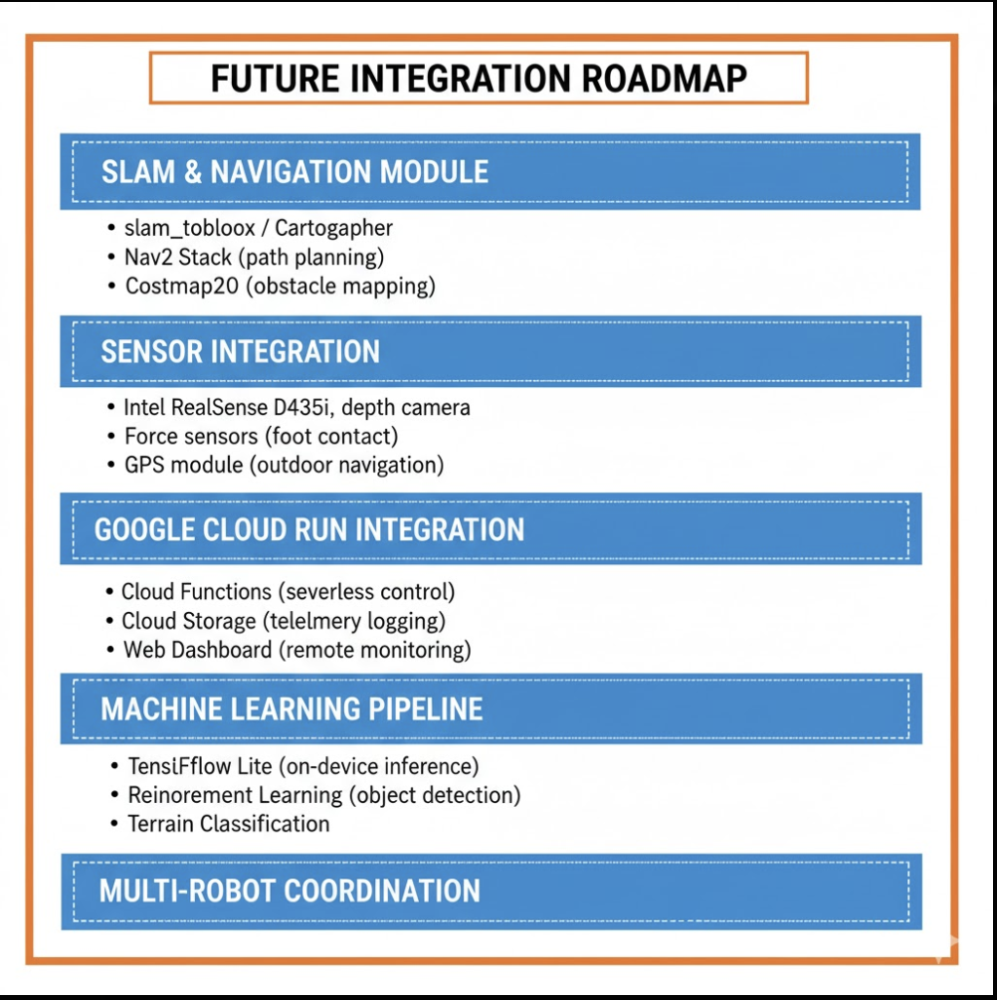 FUTURE INTEGRATION ROADMAP
SLAM & NAVIGATION MODULE
• slam_tobloox / Cartogapher
• Nav2 Stack (path planning)
• Costmap20 (obstacle mapping)
SENSOR INTEGRATION
• Intel RealSense D435i, depth camera
• Force sensors (foot contact)
• GPS module (outdoor navigation)
GOOGLE CLOUD RUN INTEGRATION
• Cloud Functions (severless control)
• Cloud Storage (telelmery logging)
• Web Dashboard (remote monitoring)
MACHINE LEARNING PIPELINE
• TensiFflow Lite (on-device inference)
• Reinorement Learning (object detection)
• Terrain Classification
MULTI-ROBOT COORDINATION